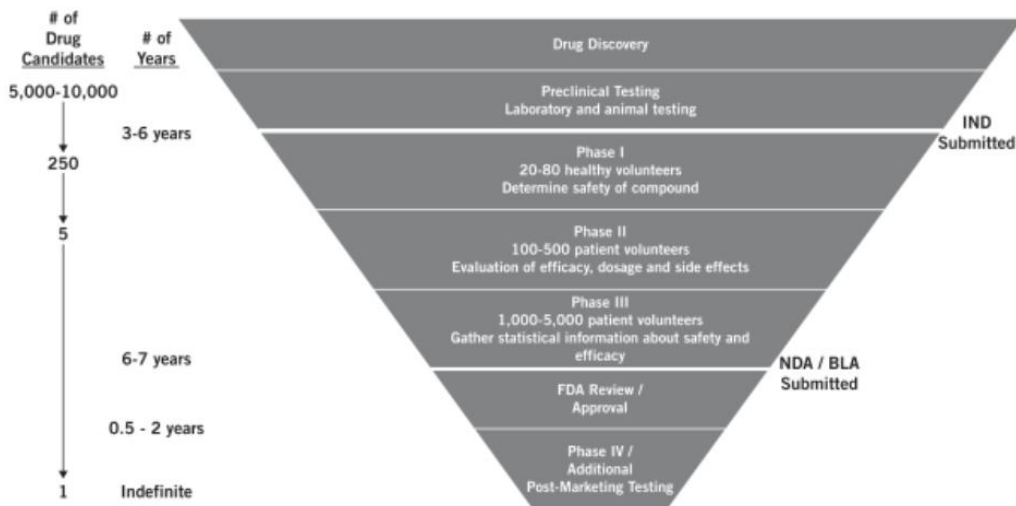 # of
Drug
Candidates
# of
Years
5,000-10,000
3-6 years
250
5
6-7 years
0.5 - 2 years
1
Indefinite
Drug Discovery
Preclinical Testing
Laboratory and animal testing
IND
Submitted
Phase I
20-80 healthy volunteers
Determine safety of compound
Phase II
100-500 patient volunteers
Evaluation of efficacy, dosage and side effects
Phase III
1,000-5,000 patient volunteers
Gather statistical information about safety and
efficacy
NDA / BLA
Submitted
FDA Review /
Approval
Phase IV /
Additional
Post-Marketing Testing